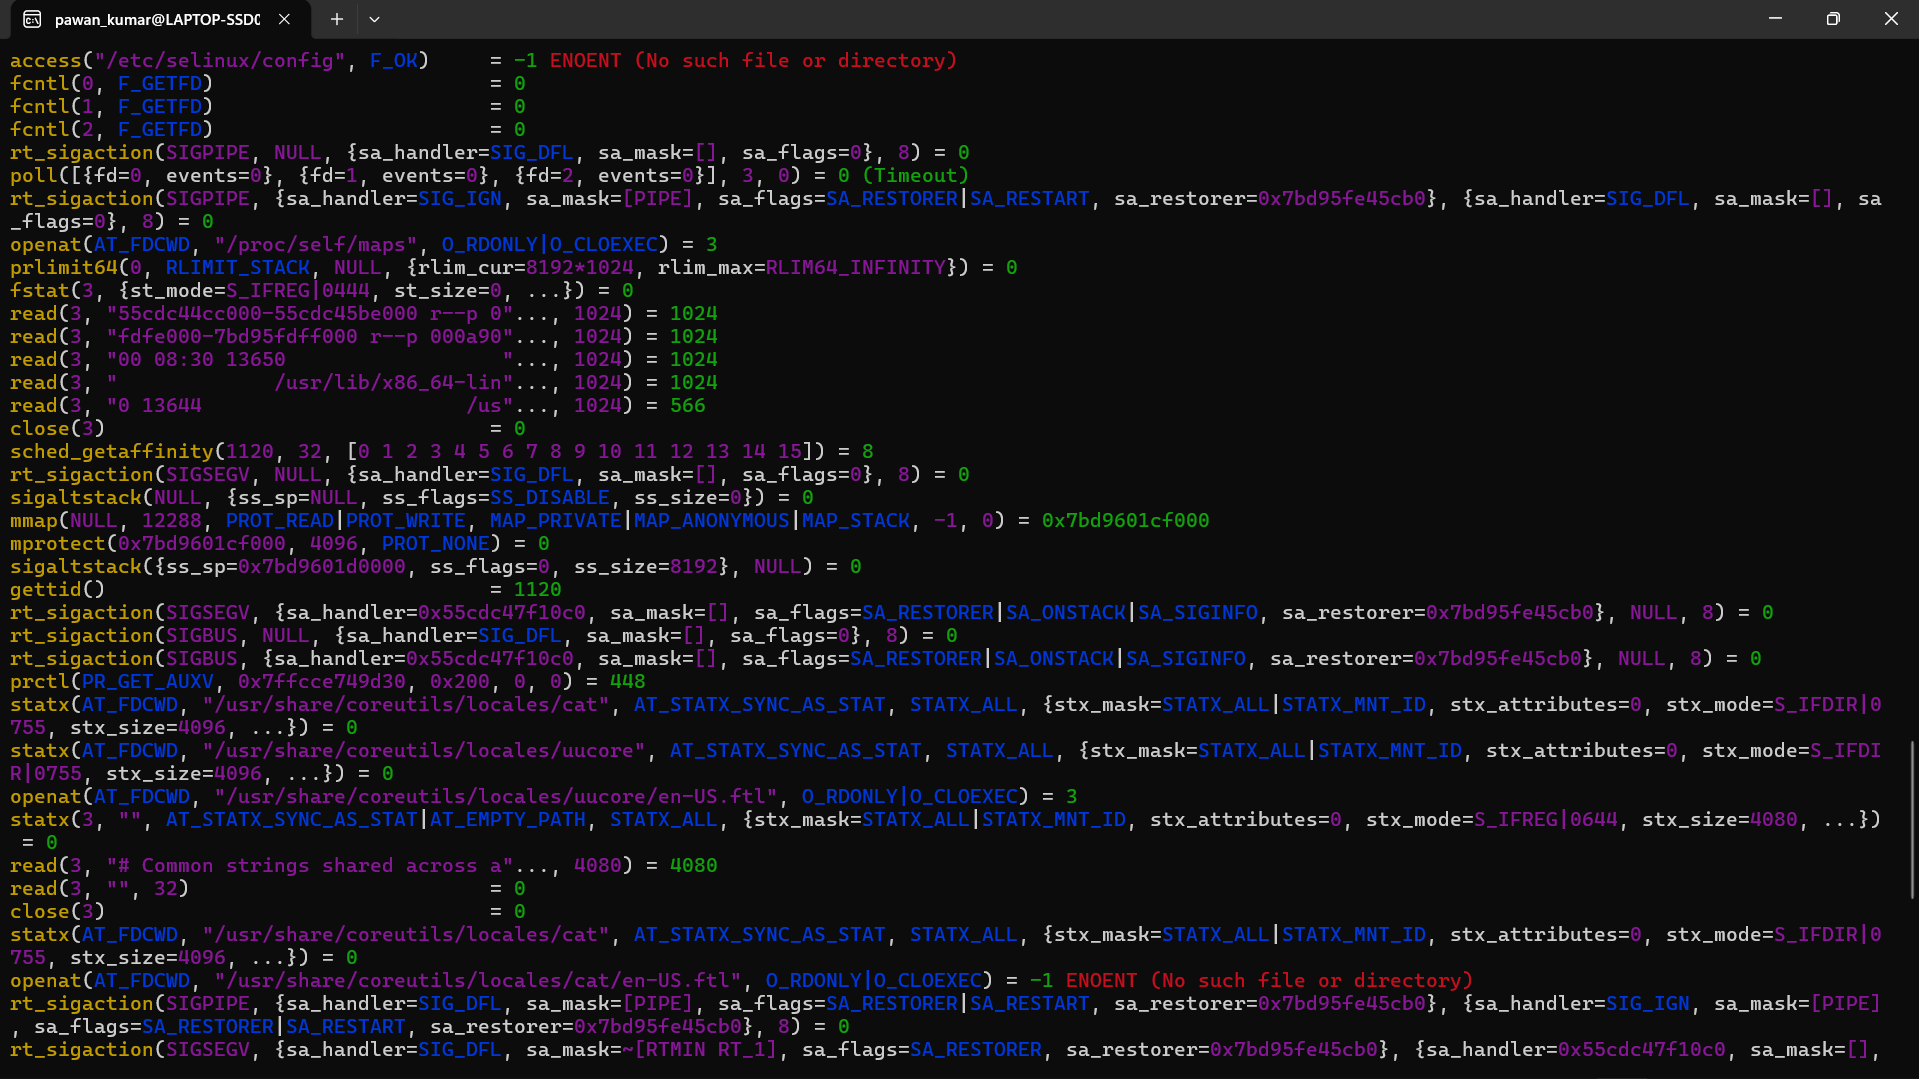 pawan_kumar@LAPTOP-SSD0
access("/etc/selinux/config", F_OK)     = -1 ENOENT (No such file or directory)
fcntl(0, F_GETFD)                       = 0
fcntl(1, F_GETFD)                       = 0
fcntl(2, F_GETFD)                       = 0
rt_sigaction(SIGPIPE, NULL, {sa_handler=SIG_DFL, sa_mask=[], sa_flags=0}, 8) = 0
poll([{fd=0, events=0}, {fd=1, events=0}, {fd=2, events=0}], 3, 0) = 0 (Timeout)
rt_sigaction(SIGPIPE, {sa_handler=SIG_IGN, sa_mask=[PIPE], sa_flags=SA_RESTORER|SA_RESTART, sa_restorer=0x7bd95fe45cb0}, {sa_handler=SIG_DFL, sa_mask=[], sa
_flags=0}, 8) = 0
openat(AT_FDCWD, "/proc/self/maps", O_RDONLY|O_CLOEXEC) = 3
prlimit64(0, RLIMIT_STACK, NULL, {rlim_cur=8192*1024, rlim_max=RLIM64_INFINITY}) = 0
fstat(3, {st_mode=S_IFREG|0444, st_size=0, ...}) = 0
read(3, "55cdc44cc000-55cdc45be000 r--p 0"..., 1024) = 1024
read(3, "fdfe000-7bd95fdff000 r--p 000a90"..., 1024) = 1024
read(3, "00 08:30 13650                  "..., 1024) = 1024
read(3, "             /usr/lib/x86_64-lin"..., 1024) = 1024
read(3, "0 13644                      /us"..., 1024) = 566
close(3)                                = 0
sched_getaffinity(1120, 32, [0 1 2 3 4 5 6 7 8 9 10 11 12 13 14 15]) = 8
rt_sigaction(SIGSEGV, NULL, {sa_handler=SIG_DFL, sa_mask=[], sa_flags=0}, 8) = 0
sigaltstack(NULL, {ss_sp=NULL, ss_flags=SS_DISABLE, ss_size=0}) = 0
mmap(NULL, 12288, PROT_READ|PROT_WRITE, MAP_PRIVATE|MAP_ANONYMOUS|MAP_STACK, -1, 0) = 0x7bd9601cf000
mprotect(0x7bd9601cf000, 4096, PROT_NONE) = 0
sigaltstack({ss_sp=0x7bd9601d0000, ss_flags=0, ss_size=8192}, NULL) = 0
gettid()                                = 1120
rt_sigaction(SIGSEGV, {sa_handler=0x55cdc47f10c0, sa_mask=[], sa_flags=SA_RESTORER|SA_ONSTACK|SA_SIGINFO, sa_restorer=0x7bd95fe45cb0}, NULL, 8) = 0
rt_sigaction(SIGBUS, NULL, {sa_handler=SIG_DFL, sa_mask=[], sa_flags=0}, 8) = 0
rt_sigaction(SIGBUS, {sa_handler=0x55cdc47f10c0, sa_mask=[], sa_flags=SA_RESTORER|SA_ONSTACK|SA_SIGINFO, sa_restorer=0x7bd95fe45cb0}, NULL, 8) = 0
prctl(PR_GET_AUXV, 0x7ffcce749d30, 0x200, 0, 0) = 448
statx(AT_FDCWD, "/usr/share/coreutils/locales/cat", AT_STATX_SYNC_AS_STAT, STATX_ALL, {stx_mask=STATX_ALL|STATX_MNT_ID, stx_attributes=0, stx_mode=S_IFDIR|0
755, stx_size=4096, ...}) = 0
statx(AT_FDCWD, "/usr/share/coreutils/locales/uucore", AT_STATX_SYNC_AS_STAT, STATX_ALL, {stx_mask=STATX_ALL|STATX_MNT_ID, stx_attributes=0, stx_mode=S_IFDI
R|0755, stx_size=4096, ...}) = 0
openat(AT_FDCWD, "/usr/share/coreutils/locales/uucore/en-US.ftl", O_RDONLY|O_CLOEXEC) = 3
statx(3, "", AT_STATX_SYNC_AS_STAT|AT_EMPTY_PATH, STATX_ALL, {stx_mask=STATX_ALL|STATX_MNT_ID, stx_attributes=0, stx_mode=S_IFREG|0644, stx_size=4080, ...})
 = 0
read(3, "# Common strings shared across a"..., 4080) = 4080
read(3, "", 32)                         = 0
close(3)                                = 0
statx(AT_FDCWD, "/usr/share/coreutils/locales/cat", AT_STATX_SYNC_AS_STAT, STATX_ALL, {stx_mask=STATX_ALL|STATX_MNT_ID, stx_attributes=0, stx_mode=S_IFDIR|0
755, stx_size=4096, ...}) = 0
openat(AT_FDCWD, "/usr/share/coreutils/locales/cat/en-US.ftl", O_RDONLY|O_CLOEXEC) = -1 ENOENT (No such file or directory)
rt_sigaction(SIGPIPE, {sa_handler=SIG_DFL, sa_mask=[PIPE], sa_flags=SA_RESTORER|SA_RESTART, sa_restorer=0x7bd95fe45cb0}, {sa_handler=SIG_IGN, sa_mask=[PIPE]
, sa_flags=SA_RESTORER|SA_RESTART, sa_restorer=0x7bd95fe45cb0}, 8) = 0
rt_sigaction(SIGSEGV, {sa_handler=SIG_DFL, sa_mask=~[RTMIN RT_1], sa_flags=SA_RESTORER, sa_restorer=0x7bd95fe45cb0}, {sa_handler=0x55cdc47f10c0, sa_mask=[],